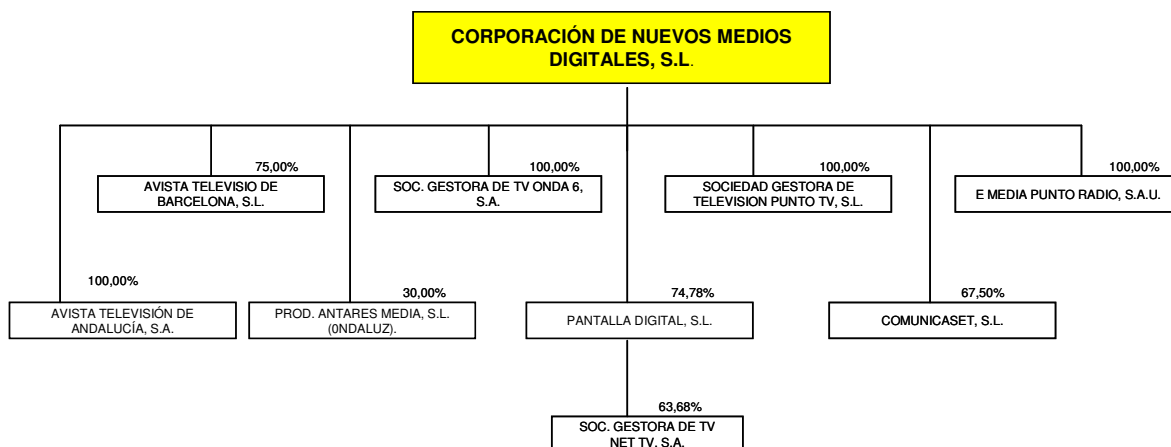 CORPORACIÓN DE NUEVOS MEDIOS
DIGITALES, S.L.
75,00%
AVISTA TELEVISIO DE
BARCELONA, S.L.
100,00%
SOC. GESTORA DE TV ONDA 6,
S.A.
100,00%
SOCIEDAD GESTORA DE
TELEVISION PUNTO TV, S.L.
100,00%
E MEDIA PUNTO RADIO, S.A.U.
100,00%
AVISTA TELEVISIÓN DE
ANDALUCÍA, S.A.
30,00%
PROD. ANTARES MEDIA, S.L.
(0NDALUZ).
74,78%
PANTALLA DIGITAL, S.L.
67,50%
COMUNICASET, S.L.
63,68%
SOC. GESTORA DE TV
NET TV, S.A.